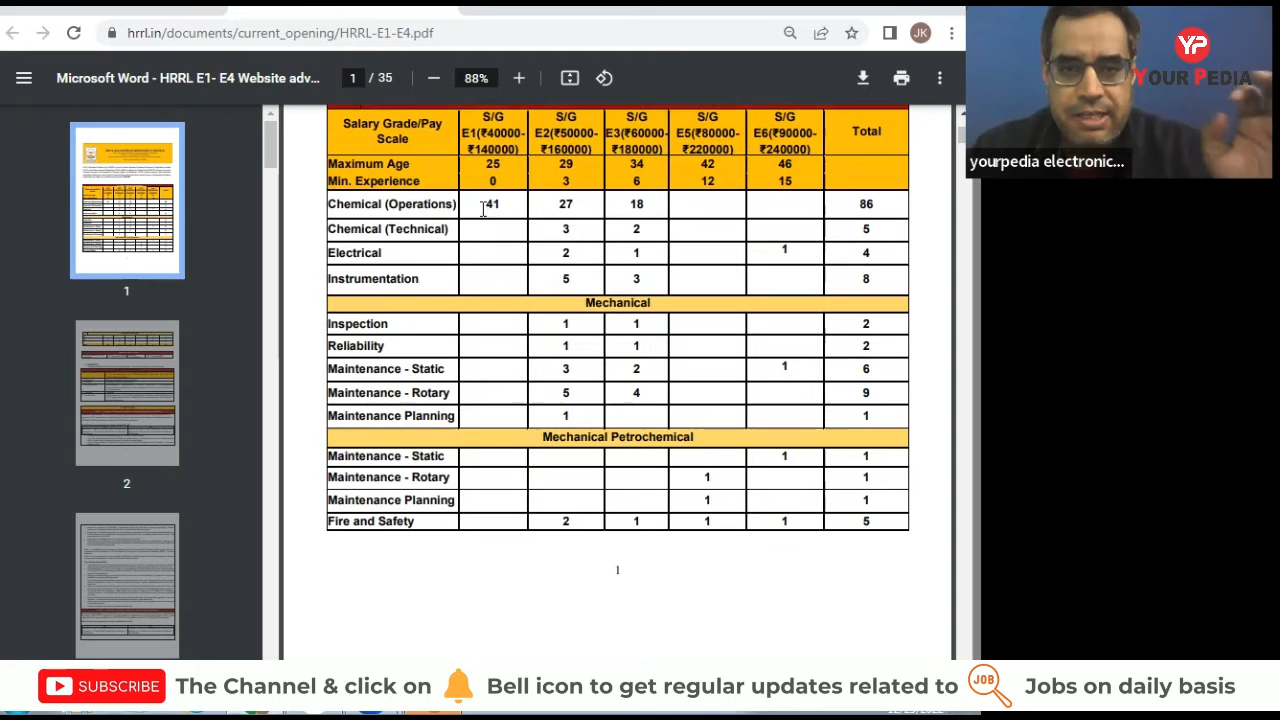 hrrl.in/documents/current_opening/HRRL-E1-E4.pdf
JK
Microsoft Word - HRRL E1- E4 Website adv...
1 / 35
88%
YP
YOUR PEDIA
yourpedia electronic...
Salary Grade/Pay Scale S/G E1(₹40000-₹140000) S/G E2(₹50000-₹160000) S/G E3(₹60000-₹180000) S/G E5(₹80000-₹220000) S/G E6(₹90000-₹240000) Total
Maximum Age 25 29 34 42 46
Min. Experience 0 3 6 12 15
Chemical (Operations) 41 27 18 86
Chemical (Technical) 3 2 5
Electrical 2 1 1 4
Instrumentation 5 3 8
Mechanical
Inspection 1 1 2
Reliability 1 1 2
Maintenance - Static 3 2 1 6
Maintenance - Rotary 5 4 9
Maintenance Planning 1 1
Mechanical Petrochemical
Maintenance - Static 1 1
Maintenance - Rotary 1 1
Maintenance Planning 1 1
Fire and Safety 2 1 1 1 5
1
1
2
SUBSCRIBE The Channel & click on Bell icon to get regular updates related to JOB Jobs on daily basis